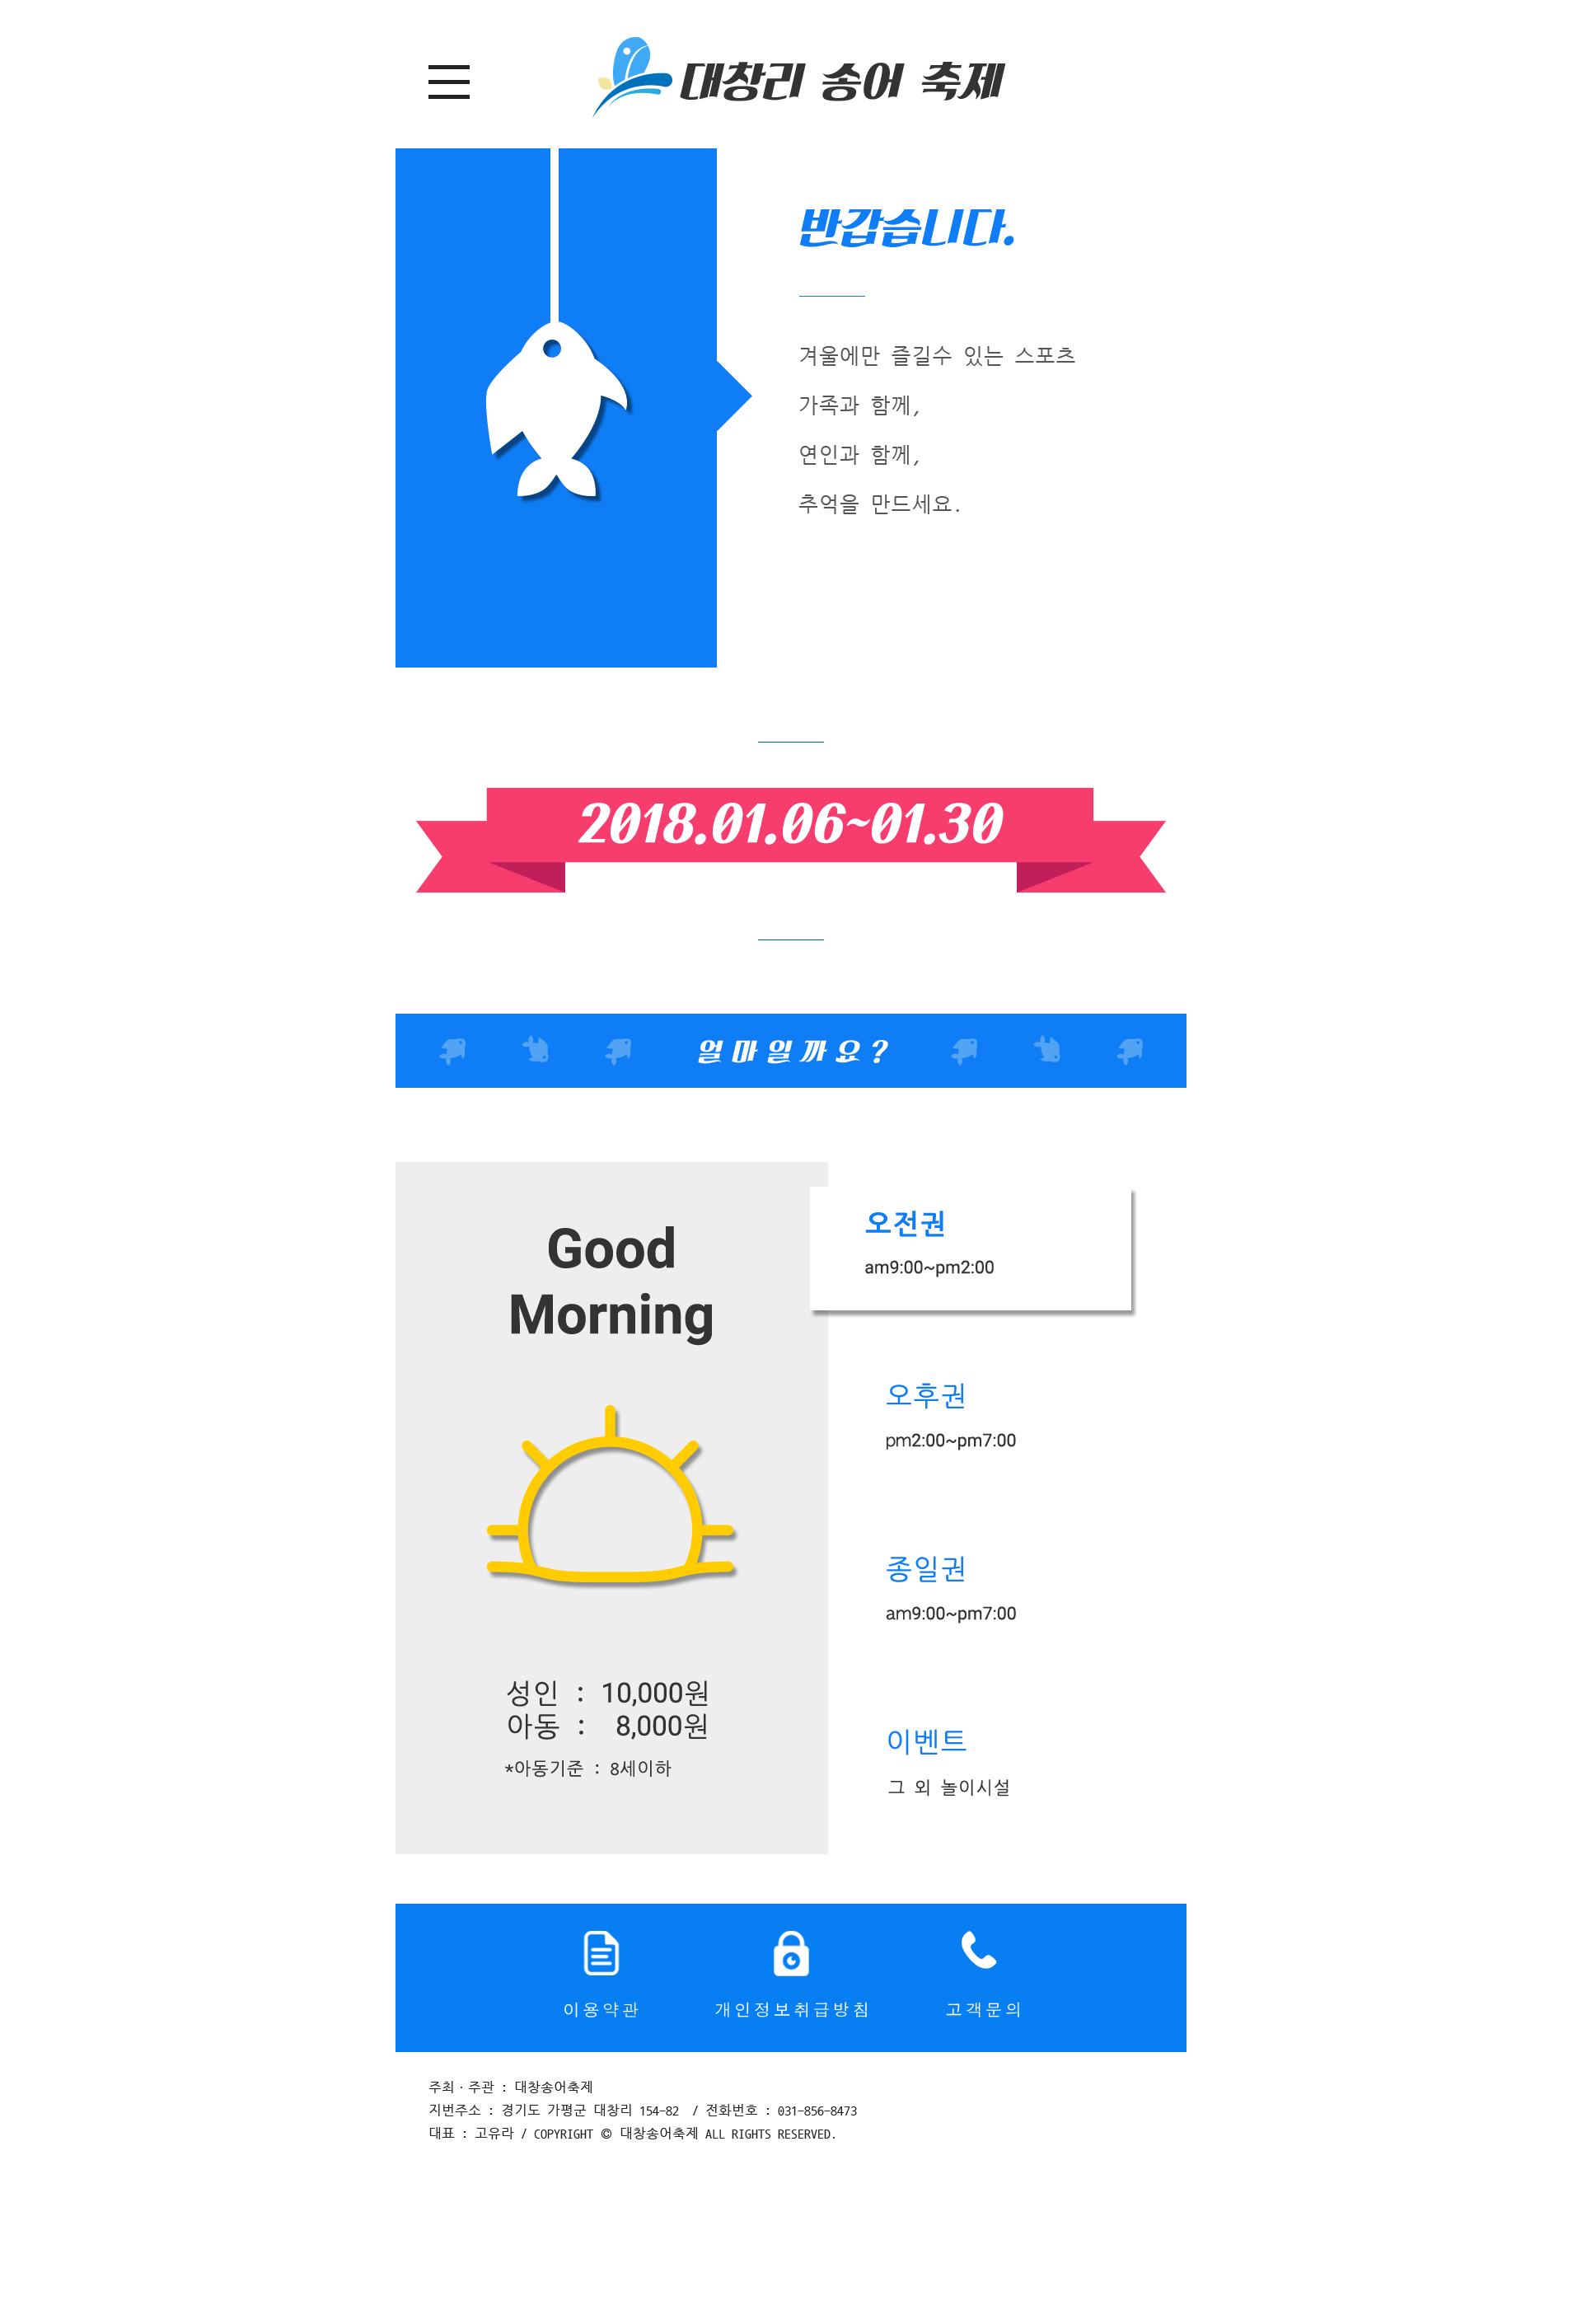 대창리 송어 축제
반갑습니다.
겨울에만 즐길수 있는 스포츠
가족과 함께,
연인과 함께,
추억을 만드세요.
2018.01.06~01.30
얼마일까요?
Good
Morning
성인 : 10,000원
아동 : 8,000원
*아동기준 : 8세이하
오전권
am9:00~pm2:00
오후권
pm2:00~pm7:00
종일권
am9:00~pm7:00
이벤트
그 외 놀이시설
이용약관
개인정보취급방침
고객문의
주최·주관 : 대창송어축제
지번주소 : 경기도 가평군 대창리 154-82 / 전화번호 : 031-856-8473
대표 : 고유라 / COPYRIGHT © 대창송어축제 ALL RIGHTS RESERVED.